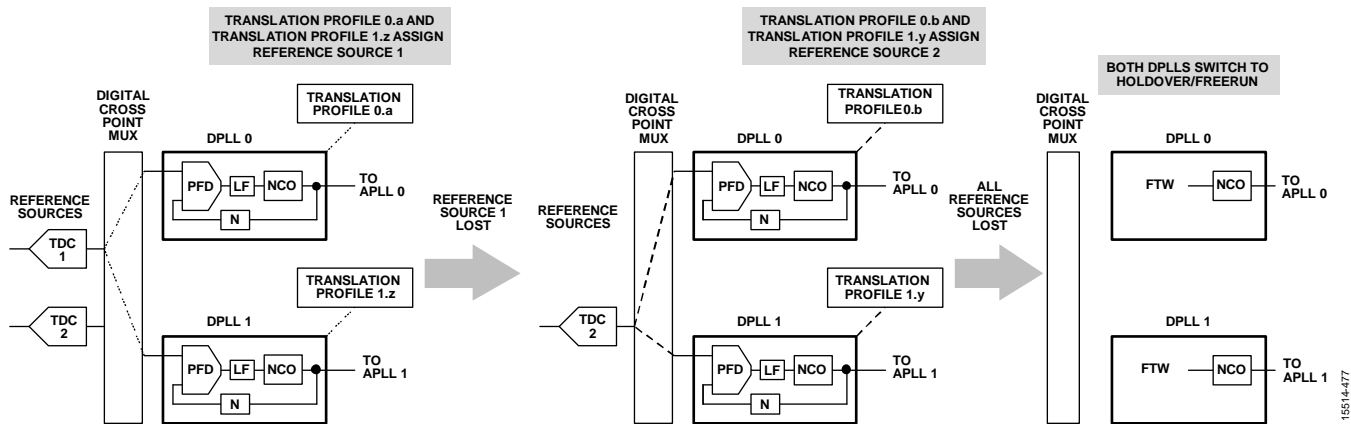 TRANSLATION PROFILE 0.a AND
TRANSLATION PROFILE 1.z ASSIGN
REFERENCE SOURCE 1
DIGITAL
CROSS
POINT
MUX
TRANSLATION
PROFILE 0.a
DPLL 0
PFD
LF
NCO
N
TO
APLL 0
REFERENCE
SOURCES
TDC
1
TDC
2
TRANSLATION
PROFILE 1.z
DPLL 1
PFD
LF
NCO
N
TO
APLL 1
REFERENCE
SOURCE 1
LOST
TRANSLATION PROFILE 0.b AND
TRANSLATION PROFILE 1.y ASSIGN
REFERENCE SOURCE 2
DIGITAL
CROSS
POINT
MUX
TRANSLATION
PROFILE 0.b
DPLL 0
PFD
LF
NCO
N
TO
APLL 0
REFERENCE
SOURCES
TDC
2
TRANSLATION
PROFILE 1.y
DPLL 1
PFD
LF
NCO
N
TO
APLL 1
ALL
REFERENCE
SOURCES
LOST
BOTH DPLLS SWITCH TO
HOLDOVER/FREERUN
DIGITAL
CROSS
POINT
MUX
DPLL 0
FTW
NCO
TO
APLL 0
DPLL 1
FTW
NCO
TO
APLL 1
15514-477